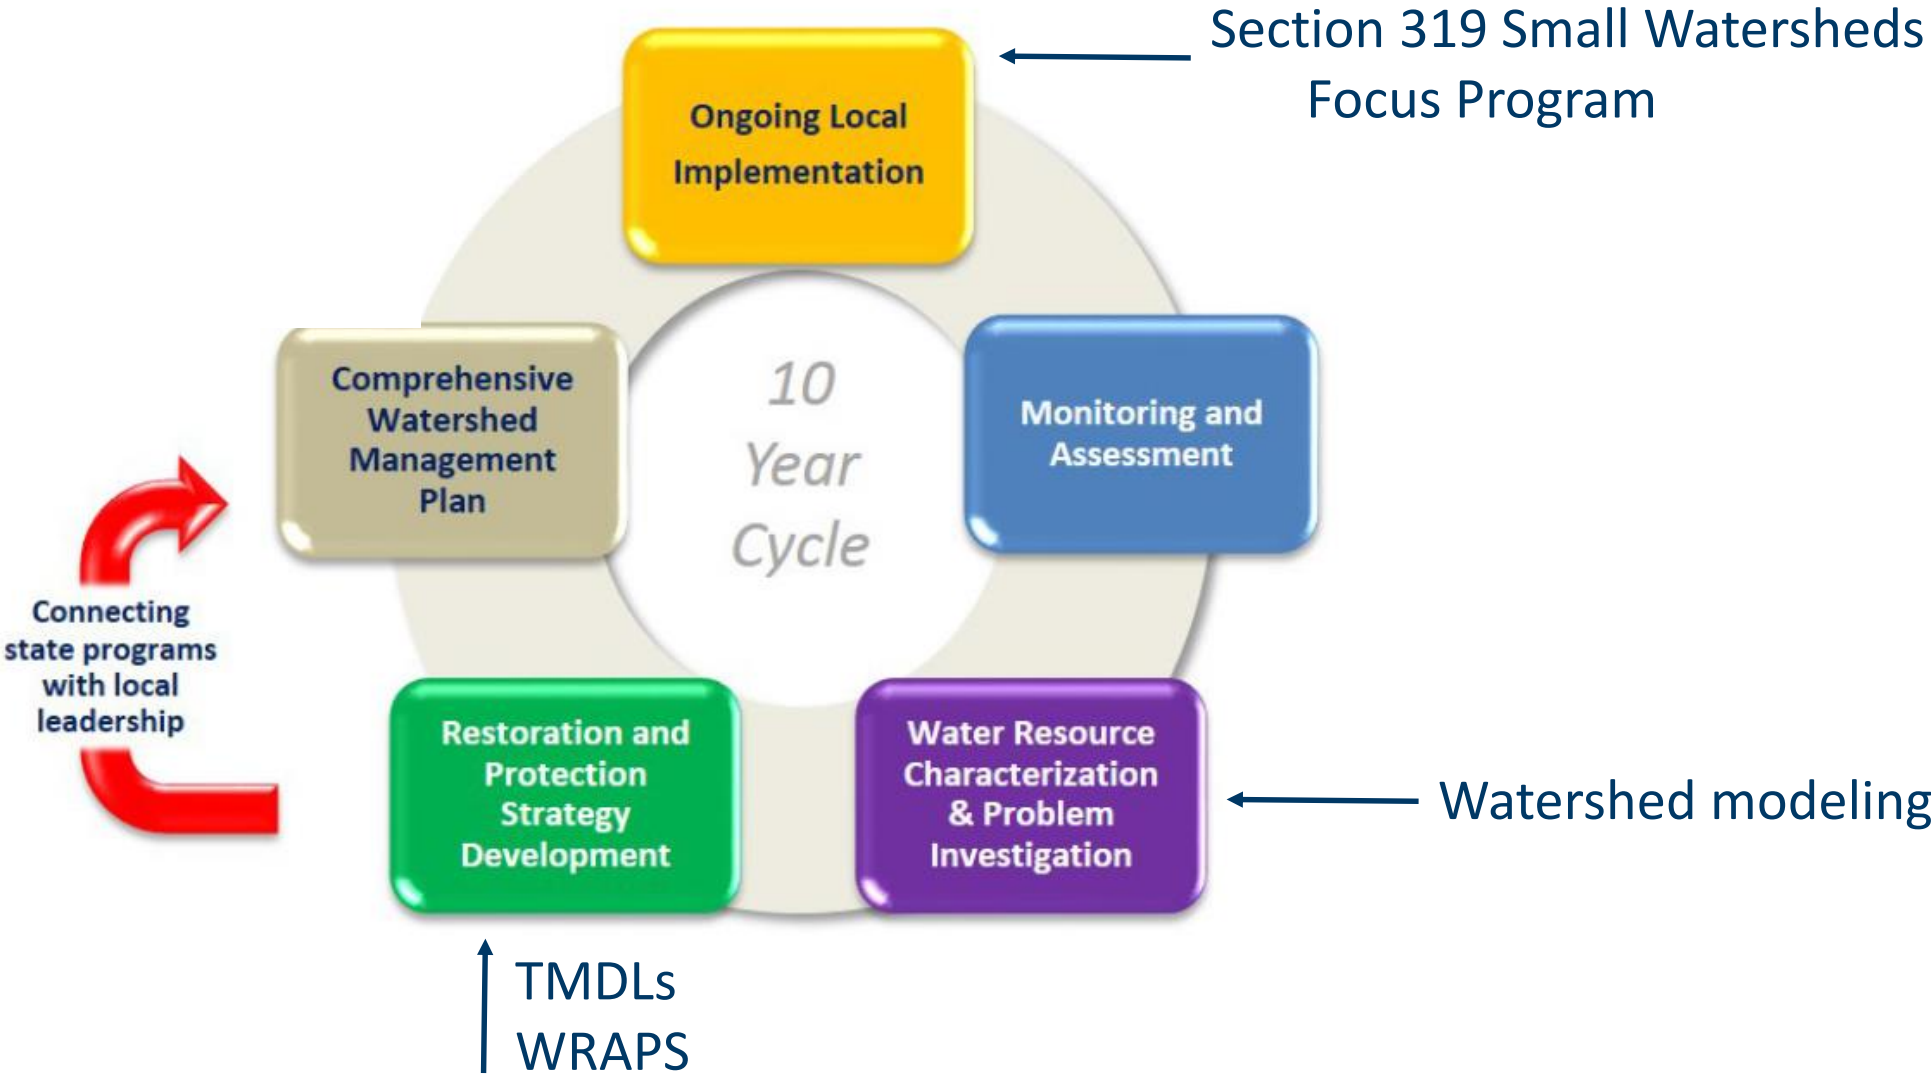 Section 319 Small Watersheds
Focus Program
Ongoing Local
Implementation
Comprehensive
Watershed
Management
Plan
10
Year
Cycle
Monitoring and
Assessment
Connecting
state programs
with local
leadership
Restoration and
Protection
Strategy
Development
Water Resource
Characterization
& Problem
Investigation
Watershed modeling
TMDLs
WRAPS